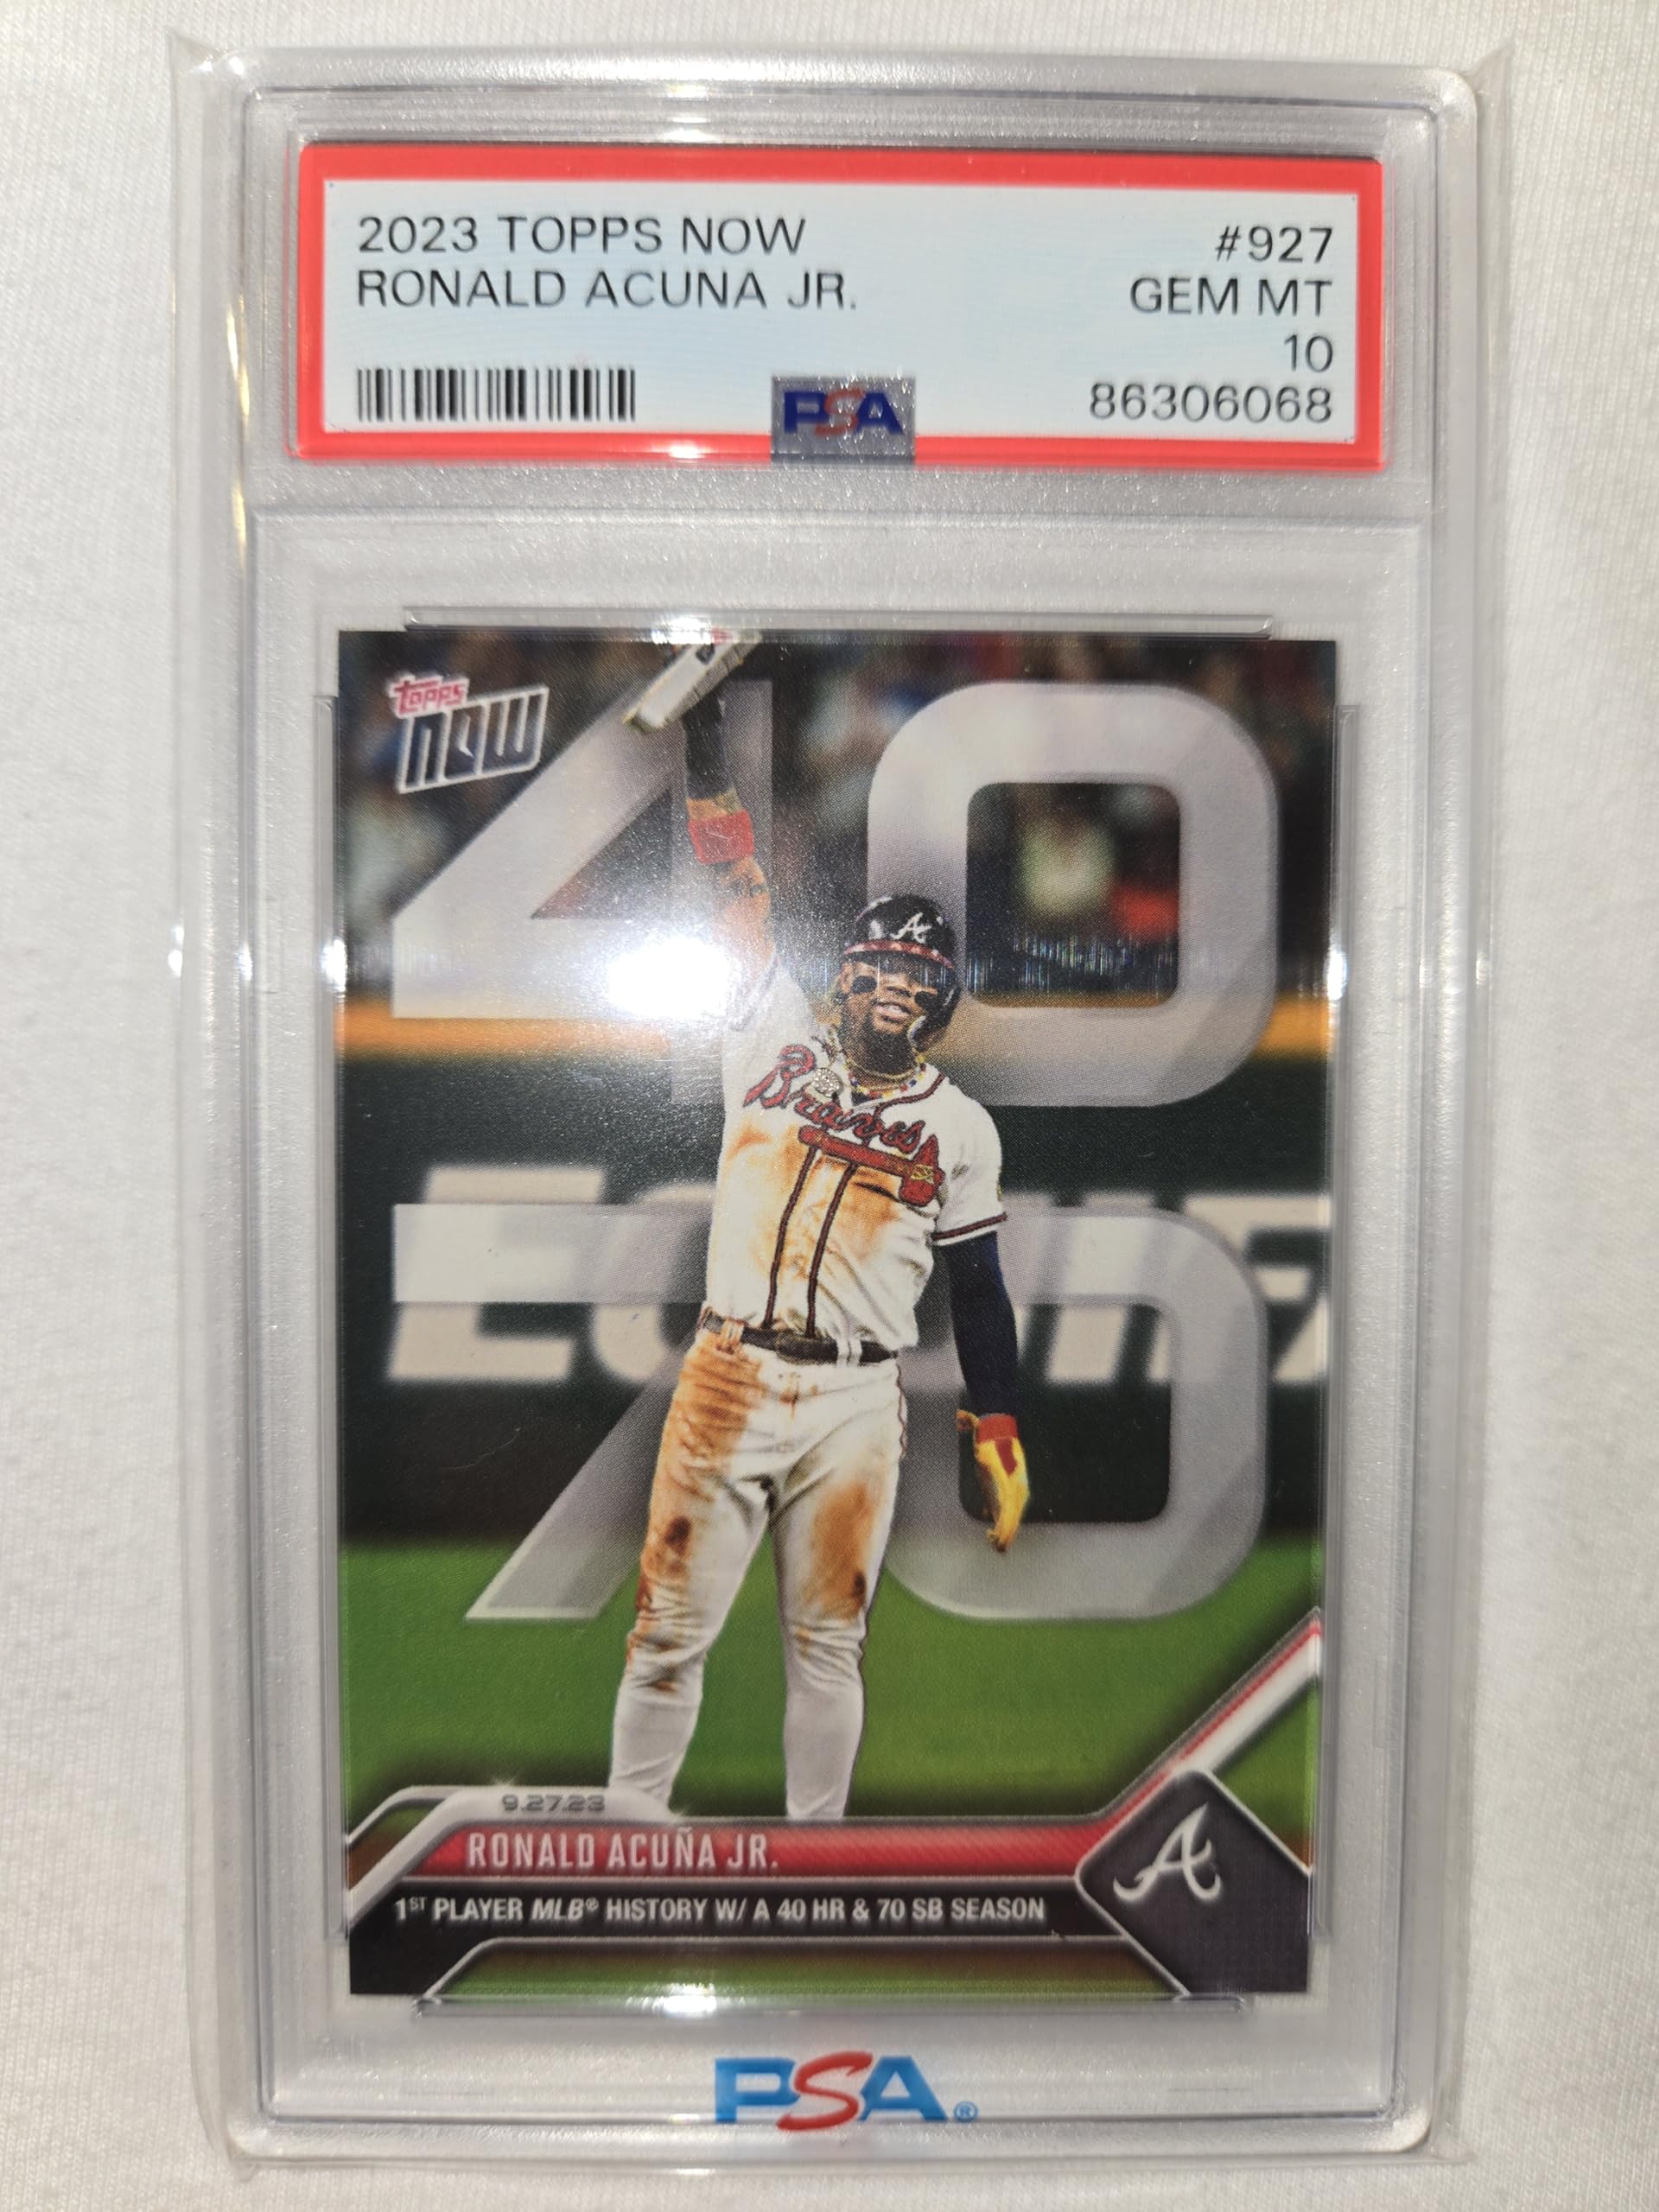 2023 TOPPS NOW
#927
RONALD ACUNA JR.
GEM MT
10
PSA
86306068
topps
NOW
40
A
Braves
70
9.27.23
RONALD ACUÑA JR.
1ST PLAYER MLB® HISTORY W/ A 40 HR & 70 SB SEASON
A
PSA®